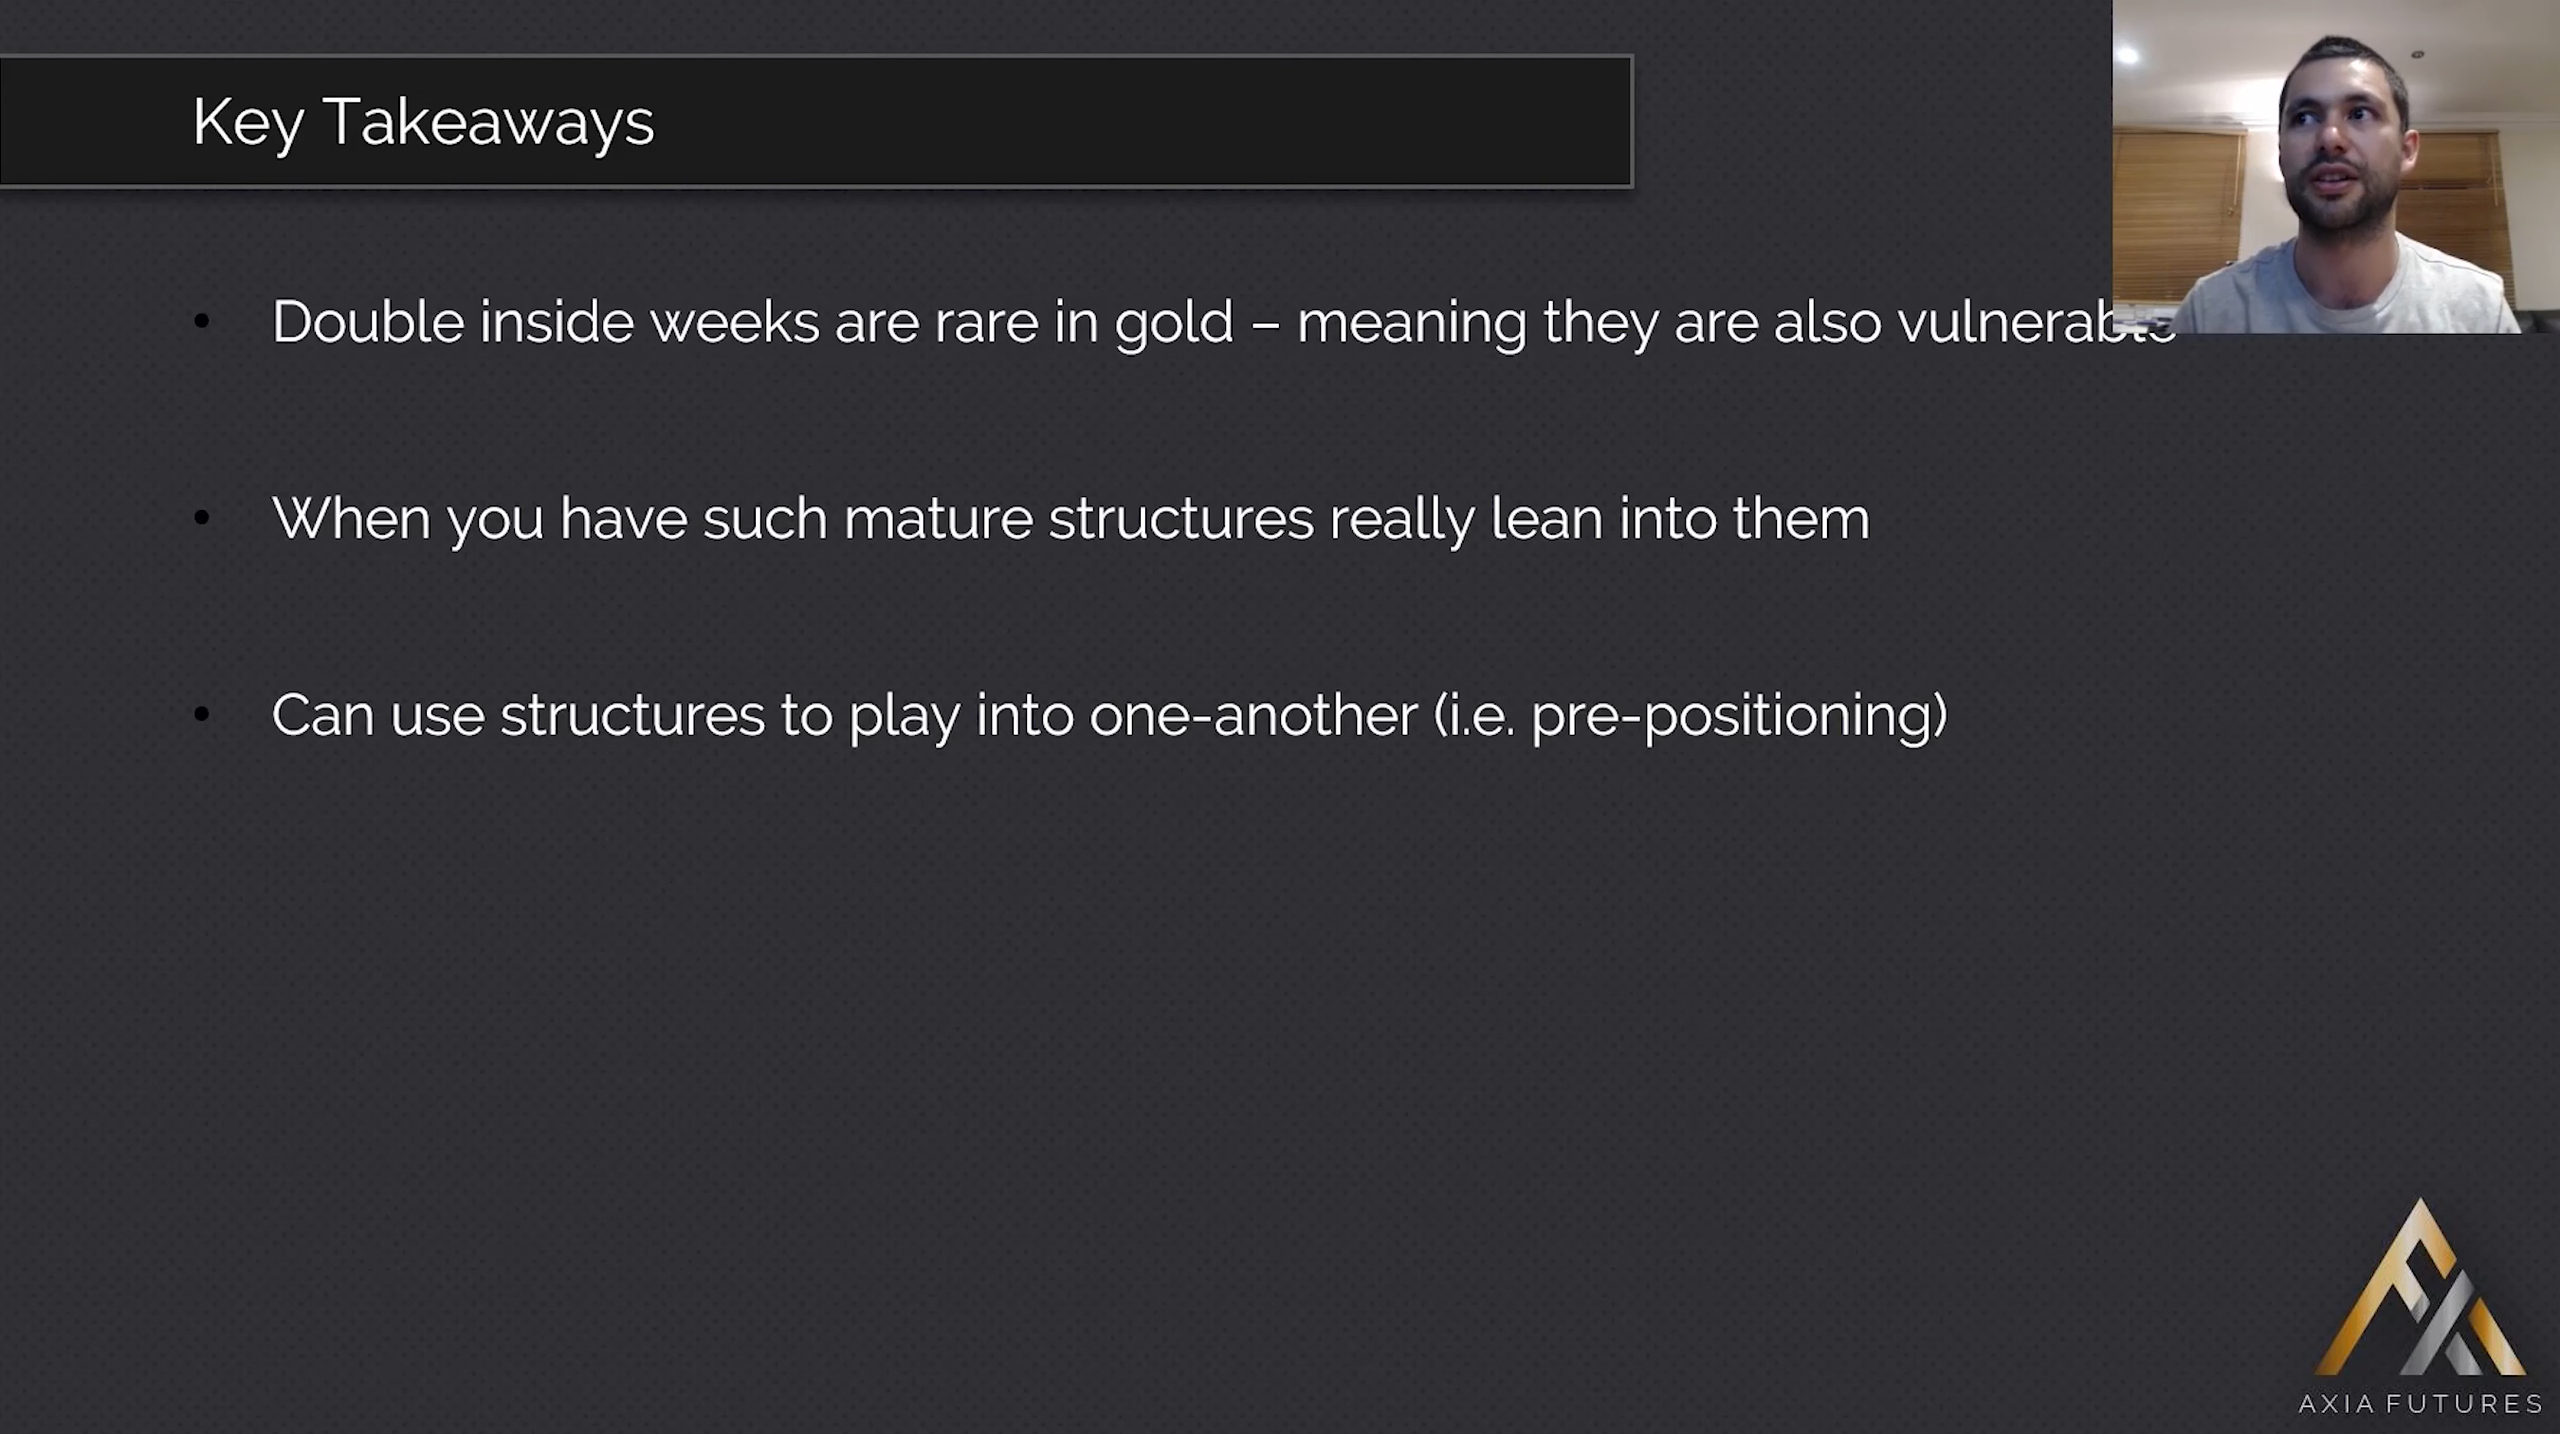 Key Takeaways
• Double inside weeks are rare in gold – meaning they are also vulnerable
• When you have such mature structures really lean into them
• Can use structures to play into one-another (i.e. pre-positioning)
AXIA FUTURES